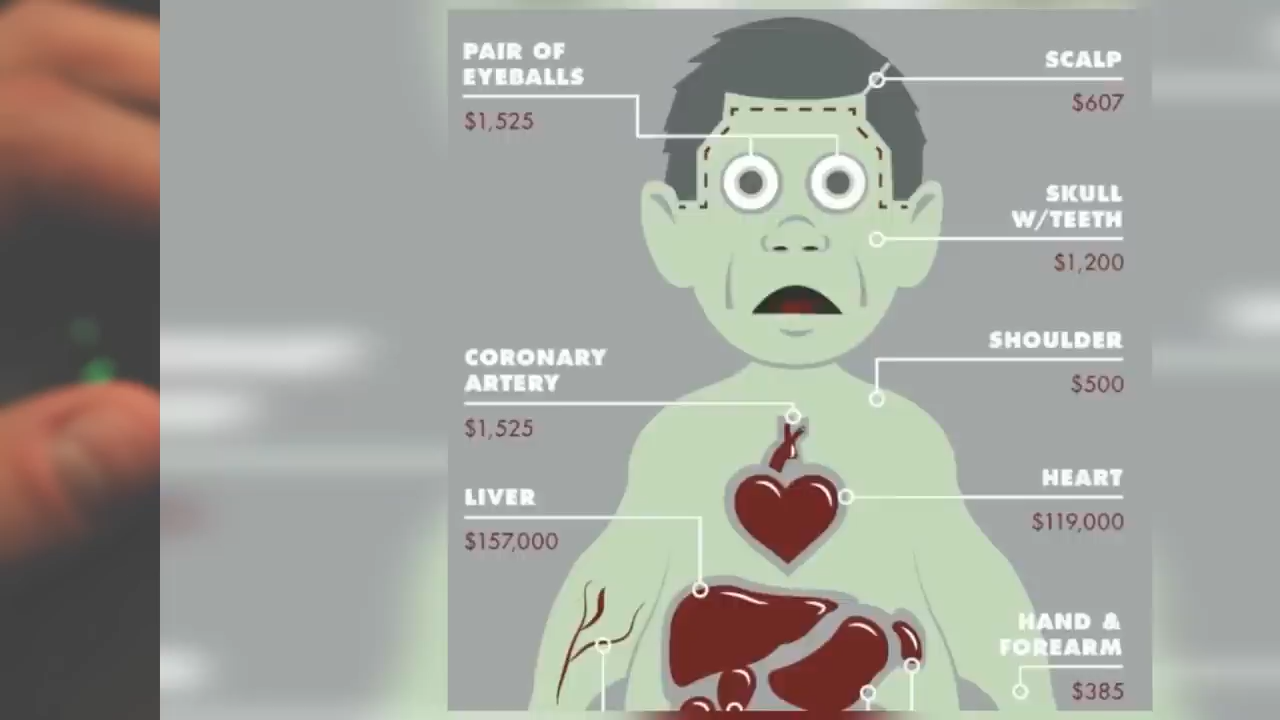 PAIR OF
EYEBALLS
$1,525
SCALP
$607
SKULL
W/TEETH
$1,200
SHOULDER
$500
CORONARY
ARTERY
$1,525
HEART
$119,000
LIVER
$157,000
HAND &
FOREARM
$385